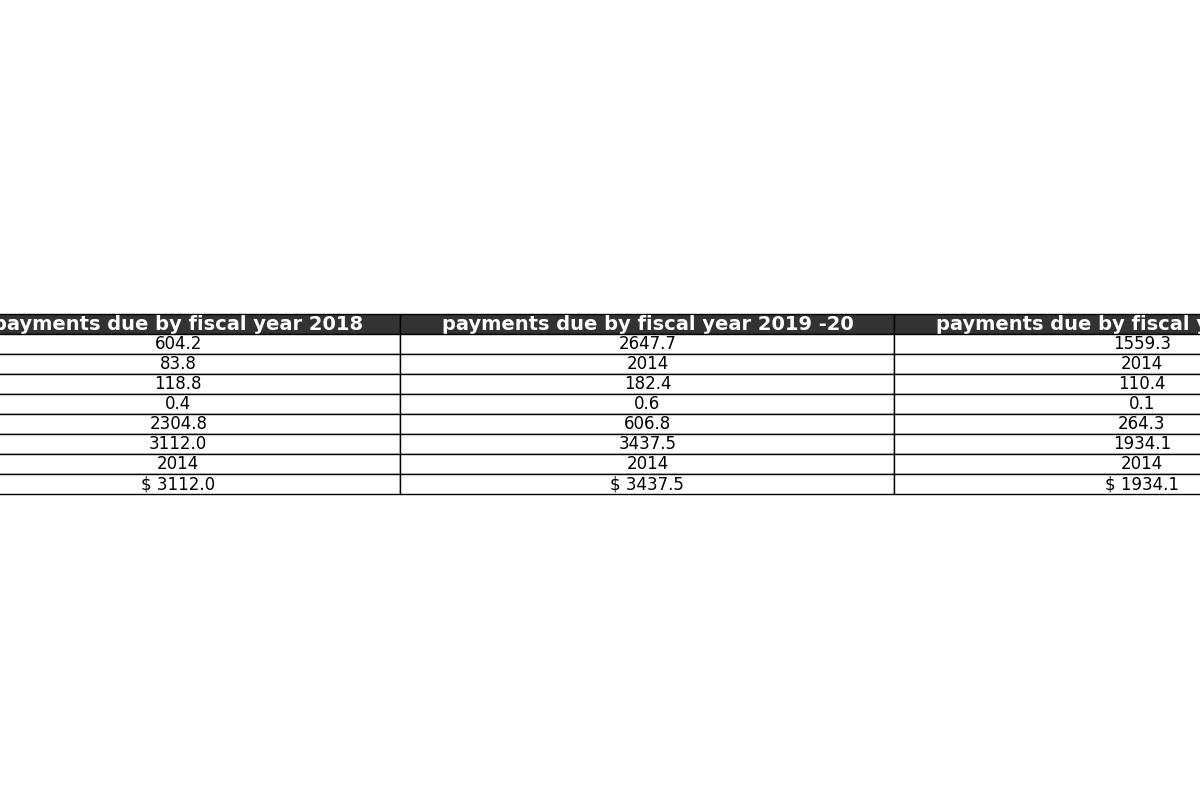 payments due by fiscal year 2018 payments due by fiscal year 2019 -20 payments due by fiscal
604.2 2647.7 1559.3
83.8 2014 2014
118.8 182.4 110.4
0.4 0.6 0.1
2304.8 606.8 264.3
3112.0 3437.5 1934.1
2014 2014 2014
$ 3112.0 $ 3437.5 $ 1934.1